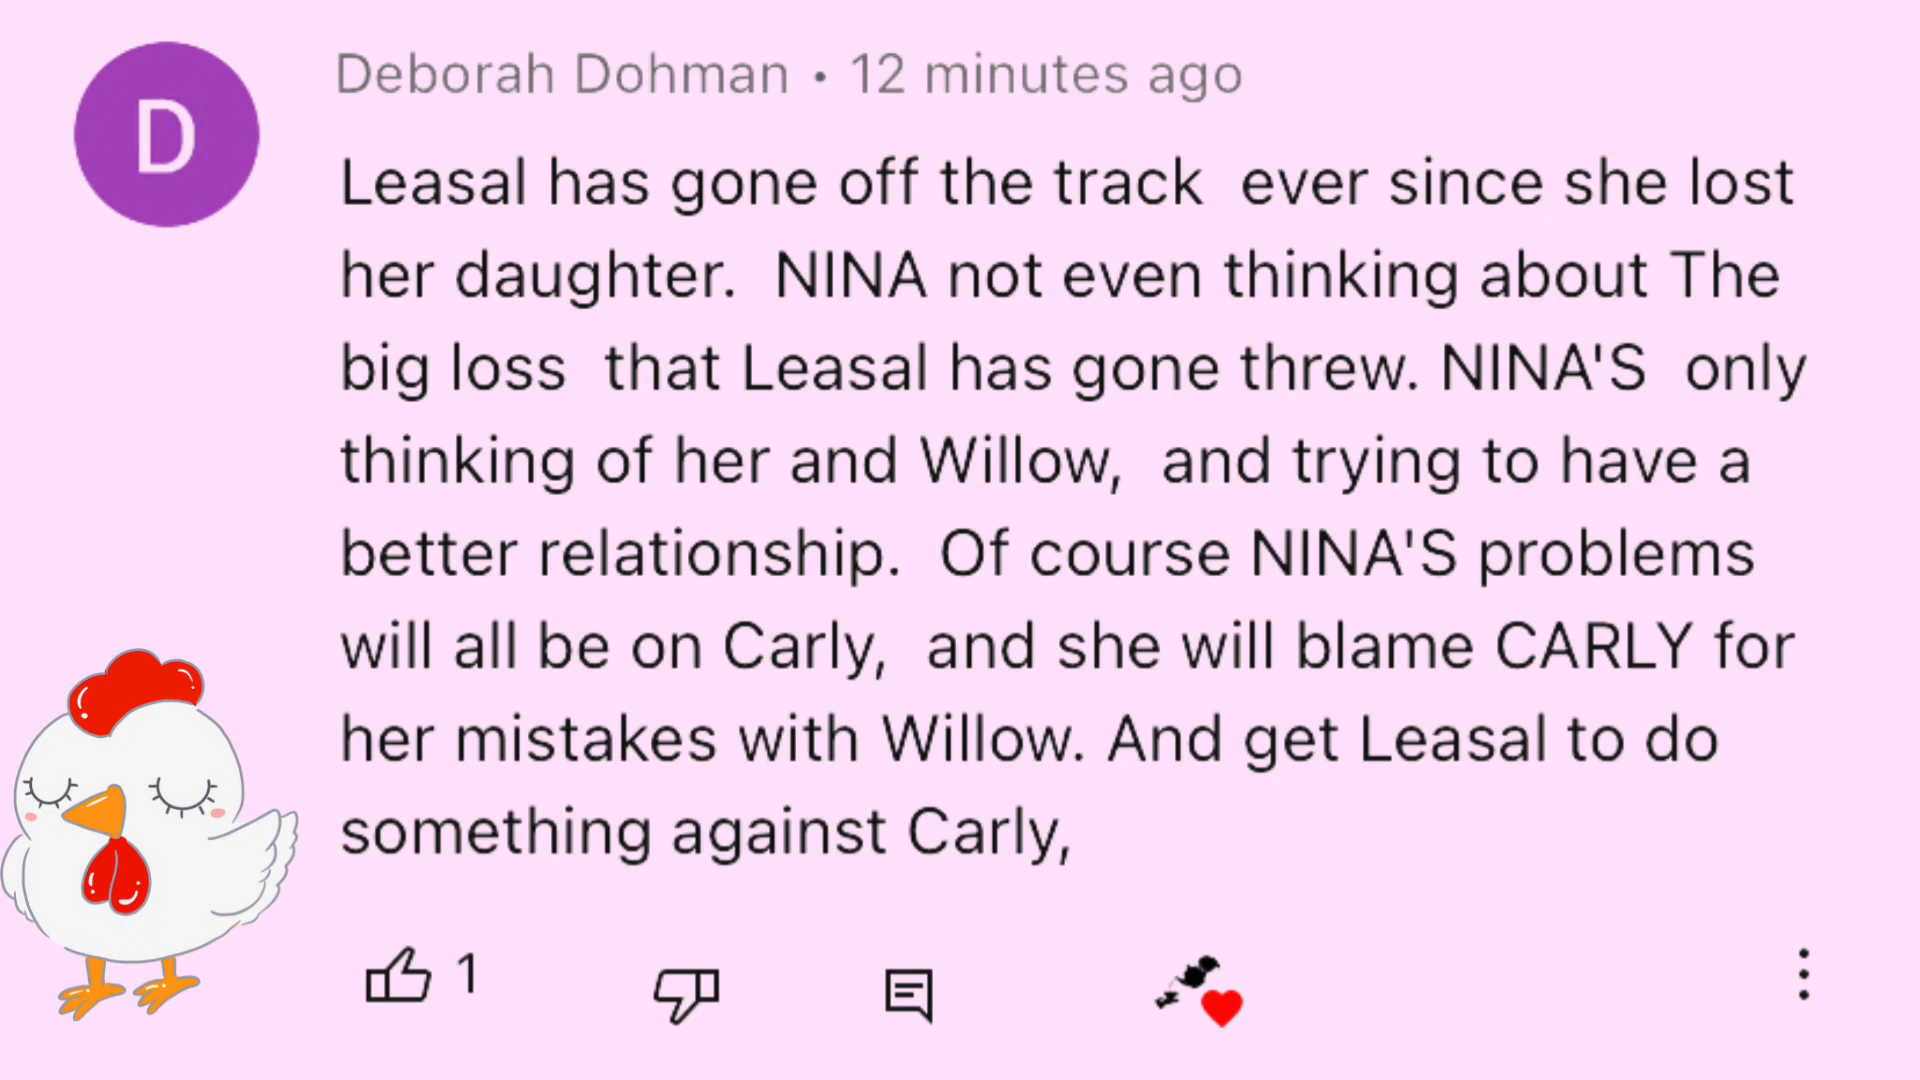 D
Deborah Dohman • 12 minutes ago
Leasal has gone off the track  ever since she lost
her daughter.  NINA not even thinking about The
big loss  that Leasal has gone threw. NINA'S  only
thinking of her and Willow,  and trying to have a
better relationship.  Of course NINA'S problems
will all be on Carly,  and she will blame CARLY for
her mistakes with Willow. And get Leasal to do
something against Carly,
1